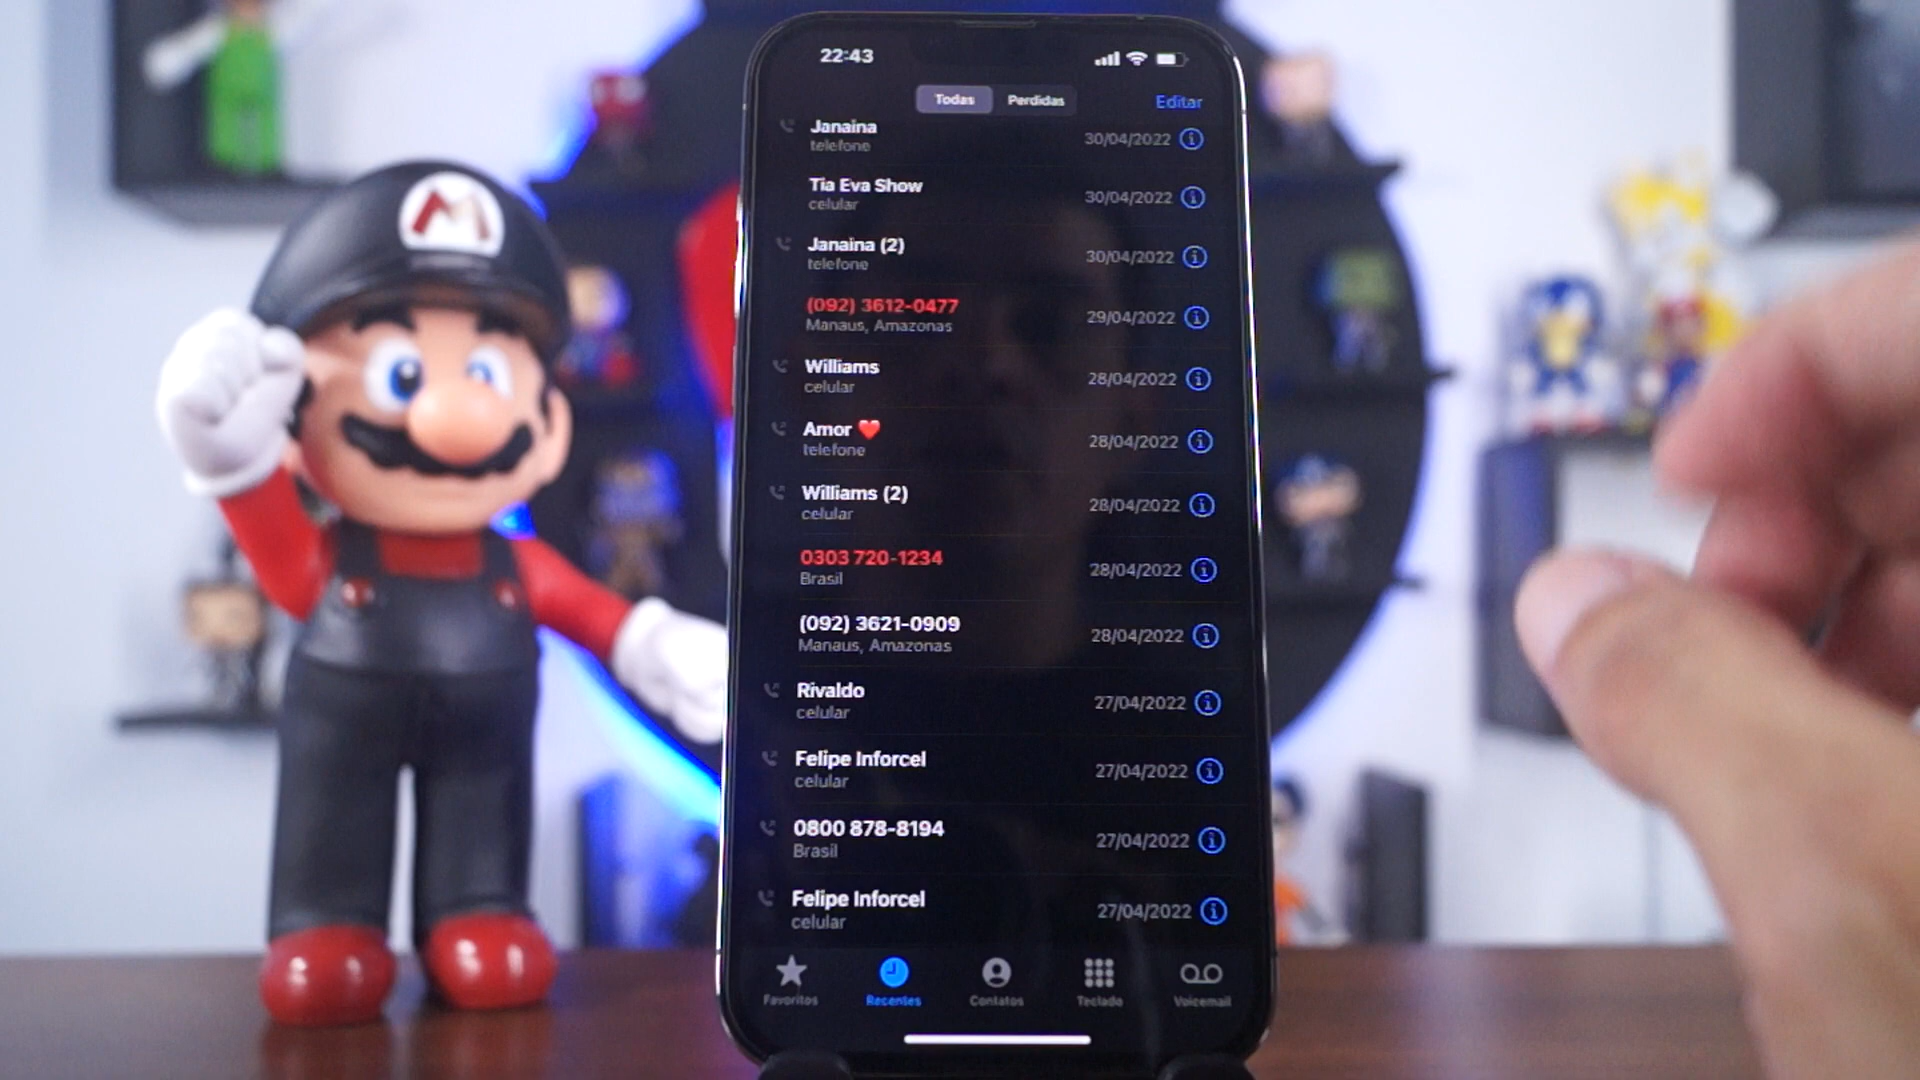 22:43
Todas Perdidas Editar
Janaina
telefone
30/04/2022
Tia Eva Show
celular
30/04/2022
Janaina (2)
telefone
30/04/2022
(092) 3612-0477
Manaus, Amazonas
29/04/2022
Williams
celular
28/04/2022
Amor ❤️
telefone
28/04/2022
Williams (2)
celular
28/04/2022
0303 720-1234
Brasil
28/04/2022
(092) 3621-0909
Manaus, Amazonas
28/04/2022
Rivaldo
celular
27/04/2022
Felipe Inforcel
celular
27/04/2022
0800 878-8194
Brasil
27/04/2022
Felipe Inforcel
celular
27/04/2022
Favoritos Recentes Contatos Teclado Voicemail
M